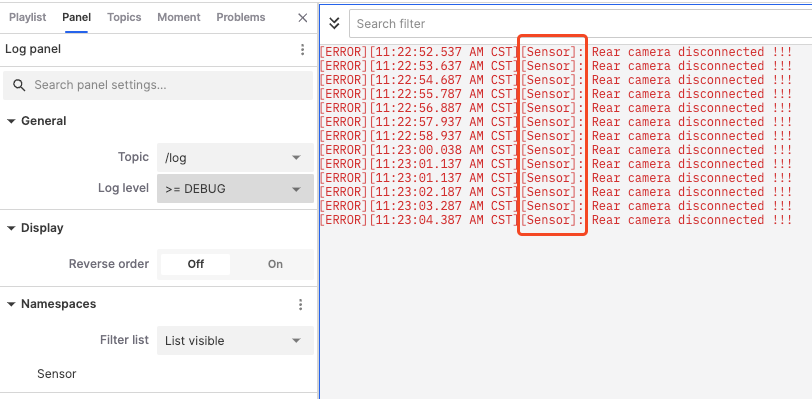 Playlist Panel Topics Moment Problems
Log panel
Search panel settings...
General
Topic /log
Log level >= DEBUG
Display
Reverse order Off On
Namespaces
Filter list List visible
Sensor
Search filter
[ERROR][11:22:52.537 AM CST][Sensor]: Rear camera disconnected !!!
[ERROR][11:22:53.637 AM CST][Sensor]: Rear camera disconnected !!!
[ERROR][11:22:54.687 AM CST][Sensor]: Rear camera disconnected !!!
[ERROR][11:22:55.787 AM CST][Sensor]: Rear camera disconnected !!!
[ERROR][11:22:56.887 AM CST][Sensor]: Rear camera disconnected !!!
[ERROR][11:22:57.937 AM CST][Sensor]: Rear camera disconnected !!!
[ERROR][11:22:58.937 AM CST][Sensor]: Rear camera disconnected !!!
[ERROR][11:23:00.038 AM CST][Sensor]: Rear camera disconnected !!!
[ERROR][11:23:01.137 AM CST][Sensor]: Rear camera disconnected !!!
[ERROR][11:23:01.137 AM CST][Sensor]: Rear camera disconnected !!!
[ERROR][11:23:02.187 AM CST][Sensor]: Rear camera disconnected !!!
[ERROR][11:23:03.287 AM CST][Sensor]: Rear camera disconnected !!!
[ERROR][11:23:04.387 AM CST][Sensor]: Rear camera disconnected !!!